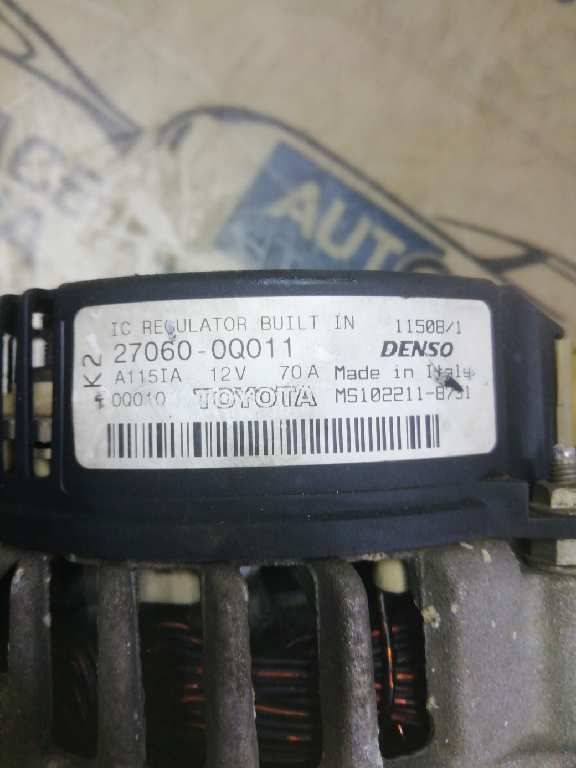 AUTO
IC REGULATOR BUILT IN 11508/1
K2
27060-0Q011 DENSO
A115IA 12V 70A Made in Italy
0Q010 TOYOTA MS102211-8731